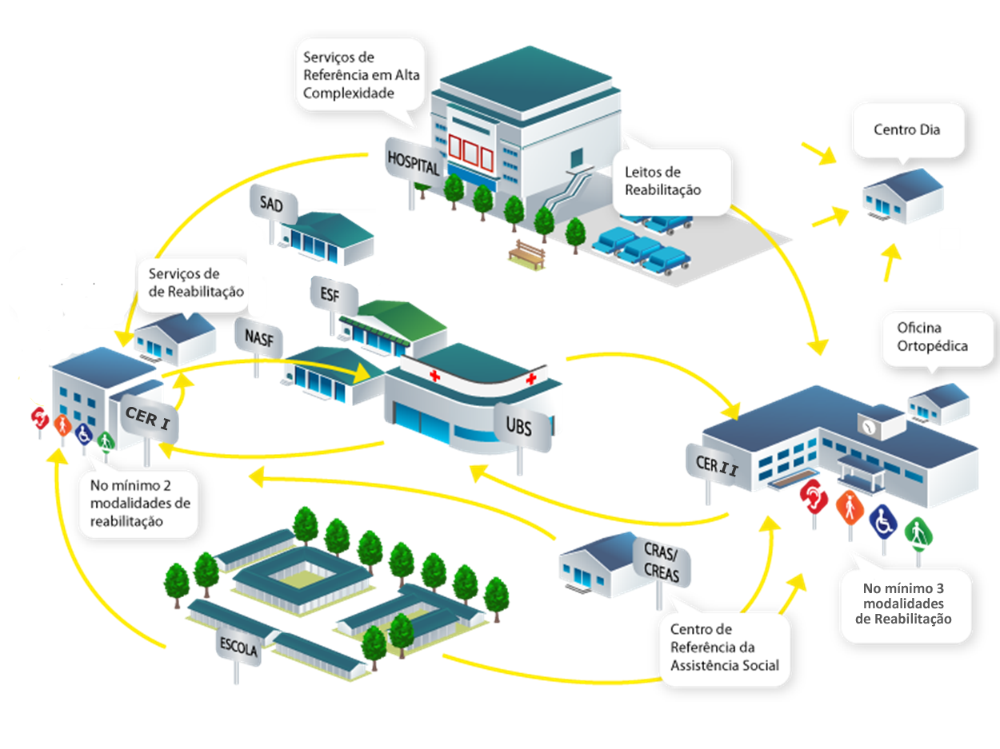 Serviços de
Referência em Alta
Complexidade
HOSPITAL
Leitos de
Reabilitação
Centro Dia
SAD
Serviços de
de Reabilitação
ESF
NASF
Oficina
Ortopédica
CER I
UBS
CER II
No mínimo 2
modalidades de
reabilitação
CRAS/
CREAS
No mínimo 3
modalidades
de Reabilitação
ESCOLA
Centro de
Referência da
Assistência Social